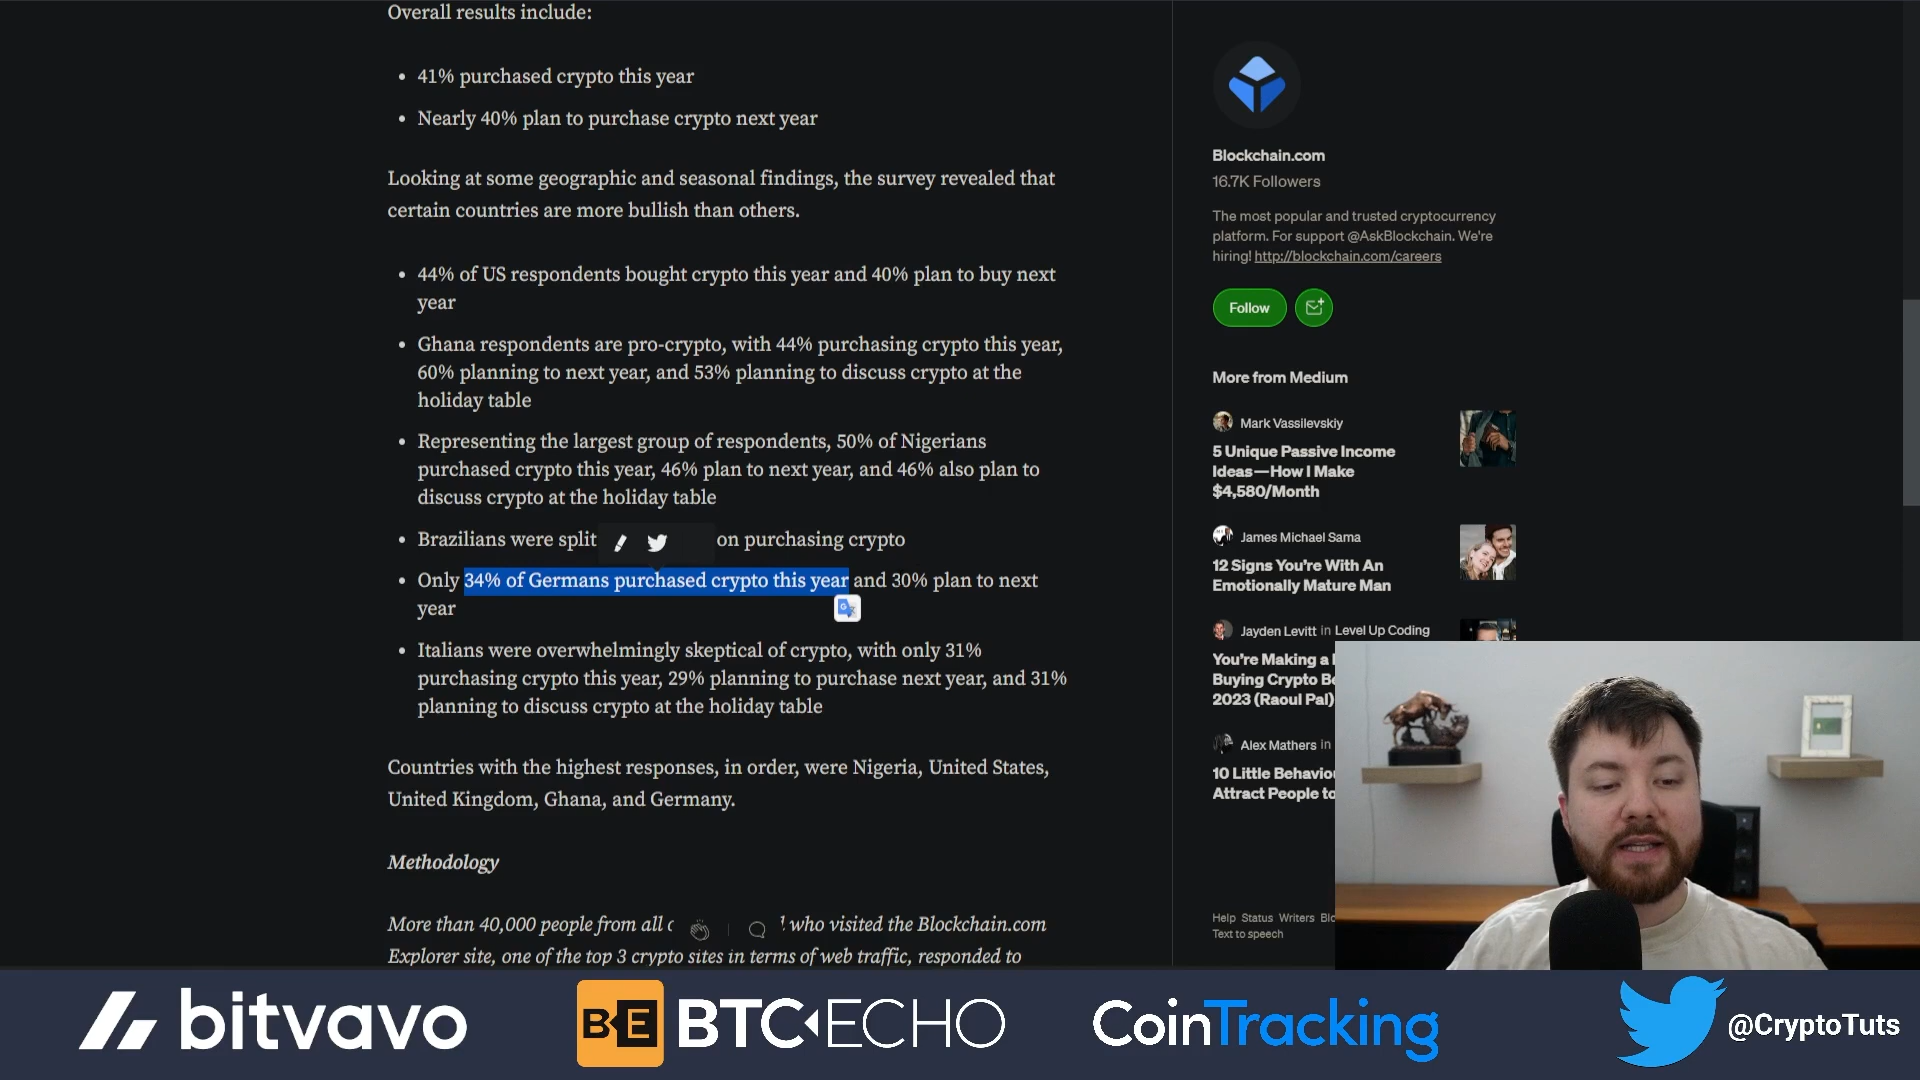 Overall results include:
• 41% purchased crypto this year
• Nearly 40% plan to purchase crypto next year
Looking at some geographic and seasonal findings, the survey revealed that
certain countries are more bullish than others.
• 44% of US respondents bought crypto this year and 40% plan to buy next
year
• Ghana respondents are pro-crypto, with 44% purchasing crypto this year,
60% planning to next year, and 53% planning to discuss crypto at the
holiday table
• Representing the largest group of respondents, 50% of Nigerians
purchased crypto this year, 46% plan to next year, and 46% also plan to
discuss crypto at the holiday table
• Brazilians were split on purchasing crypto
• Only 34% of Germans purchased crypto this year and 30% plan to next
year
• Italians were overwhelmingly skeptical of crypto, with only 31%
purchasing crypto this year, 29% planning to purchase next year, and 31%
planning to discuss crypto at the holiday table
Countries with the highest responses, in order, were Nigeria, United States,
United Kingdom, Ghana, and Germany.
Methodology
More than 40,000 people from all who visited the Blockchain.com
Explorer site, one of the top 3 crypto sites in terms of web traffic, responded to
Blockchain.com
16.7K Followers
The most popular and trusted cryptocurrency
platform. For support @AskBlockchain. We're
hiring! http://blockchain.com/careers
Follow
More from Medium
Mark Vassilevskiy
5 Unique Passive Income
Ideas—How I Make
$4,580/Month
James Michael Sama
12 Signs You're With An
Emotionally Mature Man
Jayden Levitt in Level Up Coding
You're Making a
Buying Crypto
2023 (Raoul Pal)
Alex Mathers in
10 Little
Attract People to
Help Status Writers
Text to speech
bitvavo
BE BTC ECHO
CoinTracking
@CryptoTuts